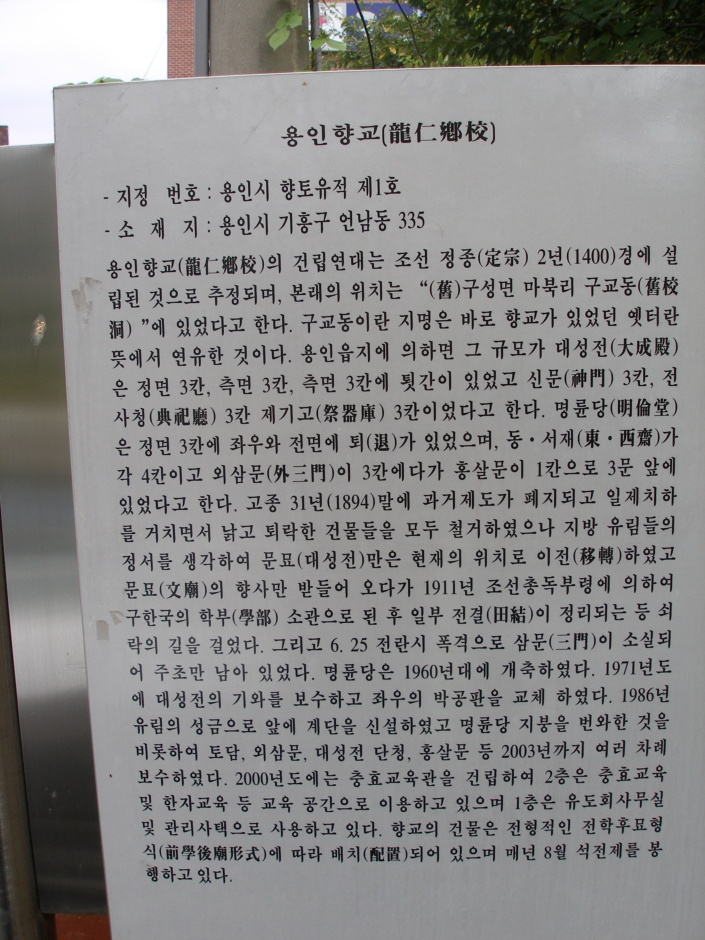 용인향교(龍仁鄕校)
- 지정 번호 : 용인시 향토유적 제1호
- 소 재 지 : 용인시 기흥구 언남동 335
용인향교(龍仁鄕校)의 건립연대는 조선 정종(定宗) 2년(1400)경에 설
립된 것으로 추정되며, 본래의 위치는 “(舊)구성면 마북리 구교동(舊校
洞) ”에 있었다고 한다. 구교동이란 지명은 바로 향교가 있었던 옛터란
뜻에서 연유한 것이다. 용인읍지에 의하면 그 규모가 대성전(大成殿)
은 정면 3칸, 측면 3칸, 측면 3칸에 툇간이 있었고 신문(神門) 3칸, 전
사청(典祀廳) 3칸 제기고(祭器庫) 3칸이었다고 한다. 명륜당(明倫堂)
은 정면 3칸에 좌우와 전면에 퇴(退)가 있었으며, 동·서재(東·西齋)가
각 4칸이고 외삼문(外三門)이 3칸에다가 홍살문이 1칸으로 3문 앞에
있었다고 한다. 고종 31년(1894)말에 과거제도가 폐지되고 일제치하
를 거치면서 낡고 퇴락한 건물들을 모두 철거하였으나 지방 유림들의
정서를 생각하여 문묘(대성전)만은 현재의 위치로 이전(移轉)하였고
문묘(文廟)의 향사만 받들어 오다가 1911년 조선총독부령에 의하여
구한국의 학부(學部) 소관으로 된 후 일부 전결(田結)이 정리되는 등 쇠
락의 길을 걸었다. 그리고 6. 25 전란시 폭격으로 삼문(三門)이 소실되
어 주초만 남아 있었다. 명륜당은 1960년대에 개축하였다. 1971년도
에 대성전의 기와를 보수하고 좌우의 박공판을 교체 하였다. 1986년
유림의 성금으로 앞에 계단을 신설하였고 명륜당 지붕을 번와한 것을
비롯하여 토담, 외삼문, 대성전 단청, 홍살문 등 2003년까지 여러 차례
보수하였다. 2000년도에는 충효교육관을 건립하여 2층은 충효교육
및 한자교육 등 교육 공간으로 이용하고 있으며 1층은 유도회사무실
및 관리사택으로 사용하고 있다. 향교의 건물은 전형적인 전학후묘형
식(前學後廟形式)에 따라 배치(配置)되어 있으며 매년 8월 석전제를 봉
행하고 있다.